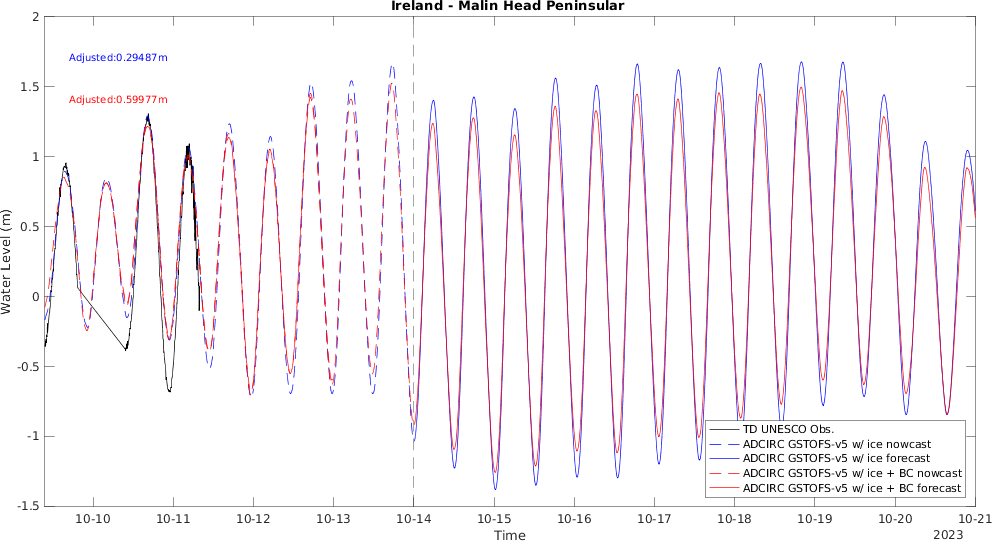 Ireland - Malin Head Peninsular
2
1.5
1
0.5
0
-0.5
-1
-1.5
Water Level (m)
Adjusted:0.29487m
Adjusted:0.59977m
TD UNESCO Obs.
ADCIRC GSTOFS-v5 w/ ice nowcast
ADCIRC GSTOFS-v5 w/ ice forecast
ADCIRC GSTOFS-v5 w/ ice + BC nowcast
ADCIRC GSTOFS-v5 w/ ice + BC forecast
10-10 10-11 10-12 10-13 10-14 10-15 10-16 10-17 10-18 10-19 10-20 10-21
Time
2023